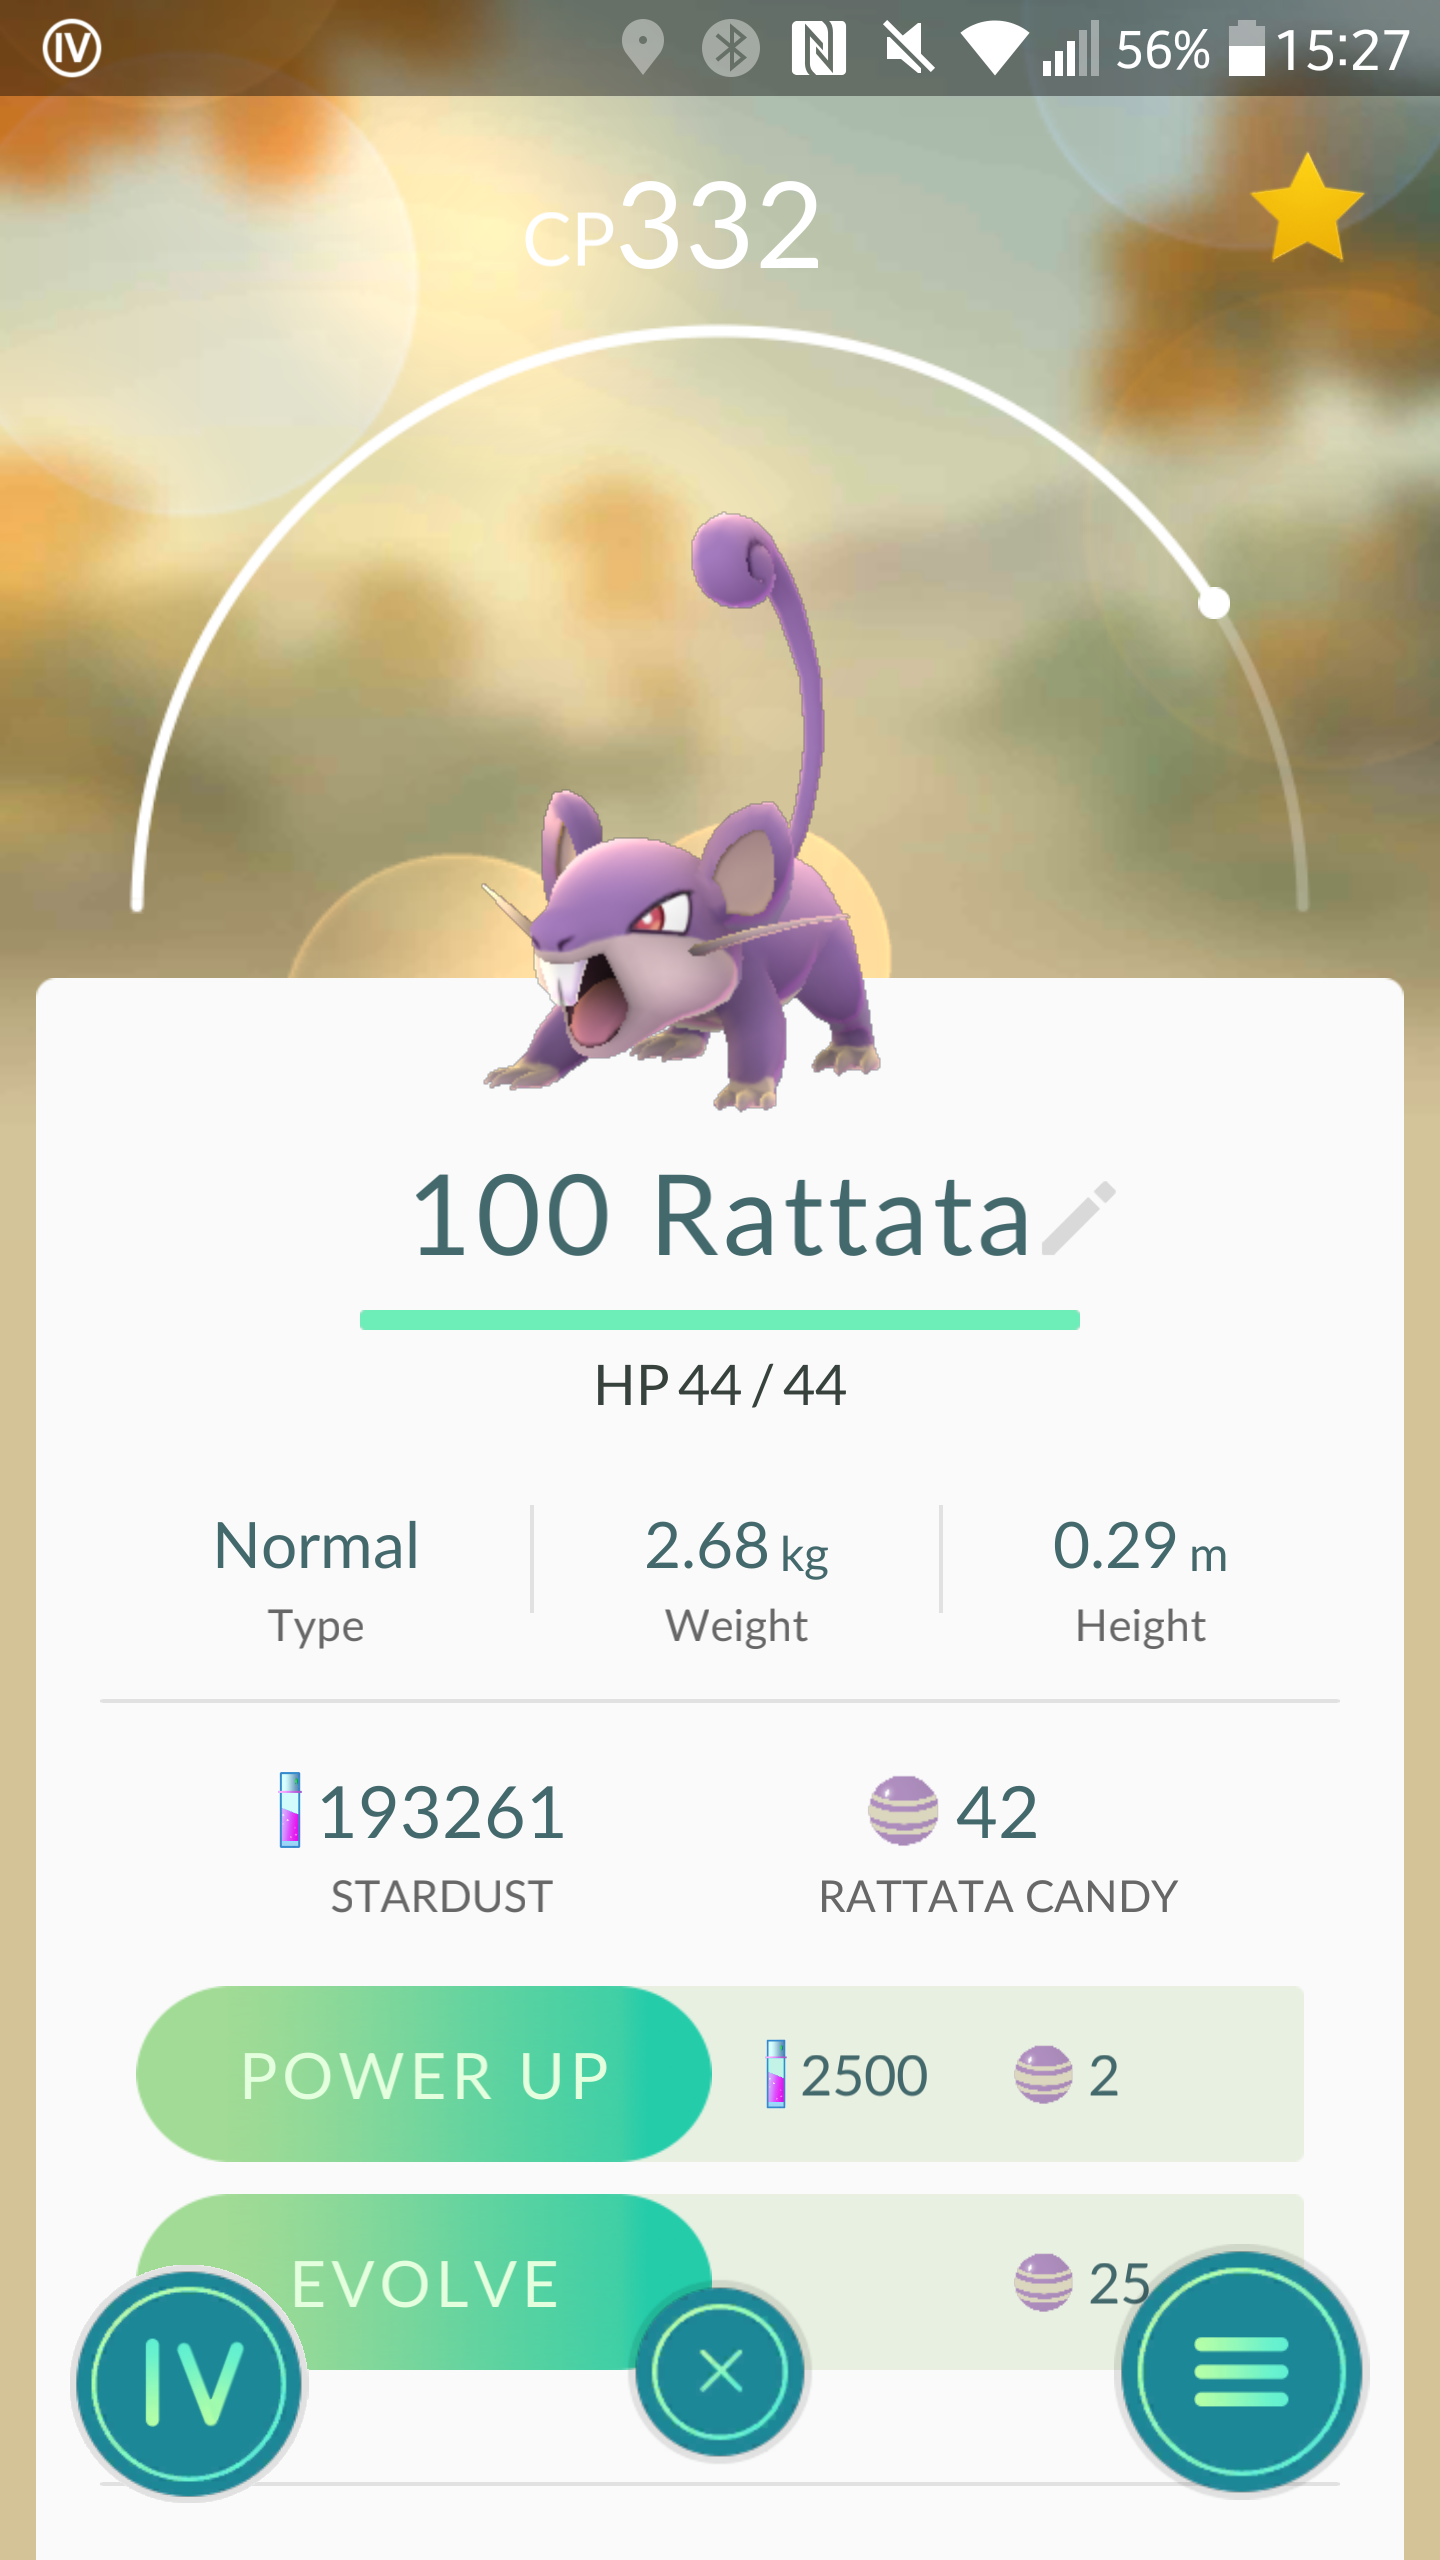 IV 56% 15:27
CP332
100 Rattata
HP 44 / 44
Normal 2.68 kg 0.29 m
Type Weight Height
193261 42
STARDUST RATTATA CANDY
POWER UP 2500 2
EVOLVE 25
IV